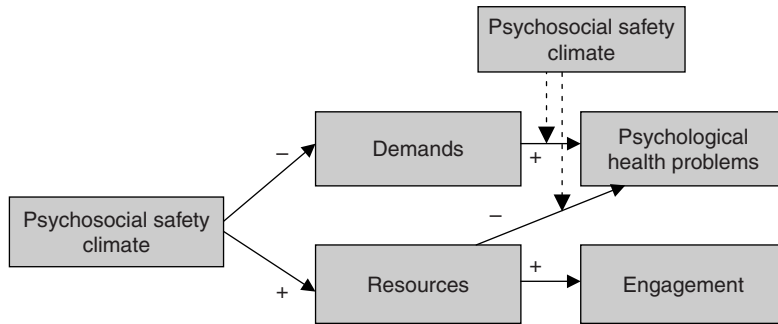 Psychosocial safety
climate
Demands
+
Psychological
health problems
–
Psychosocial safety
climate
–
+
Resources
+
Engagement